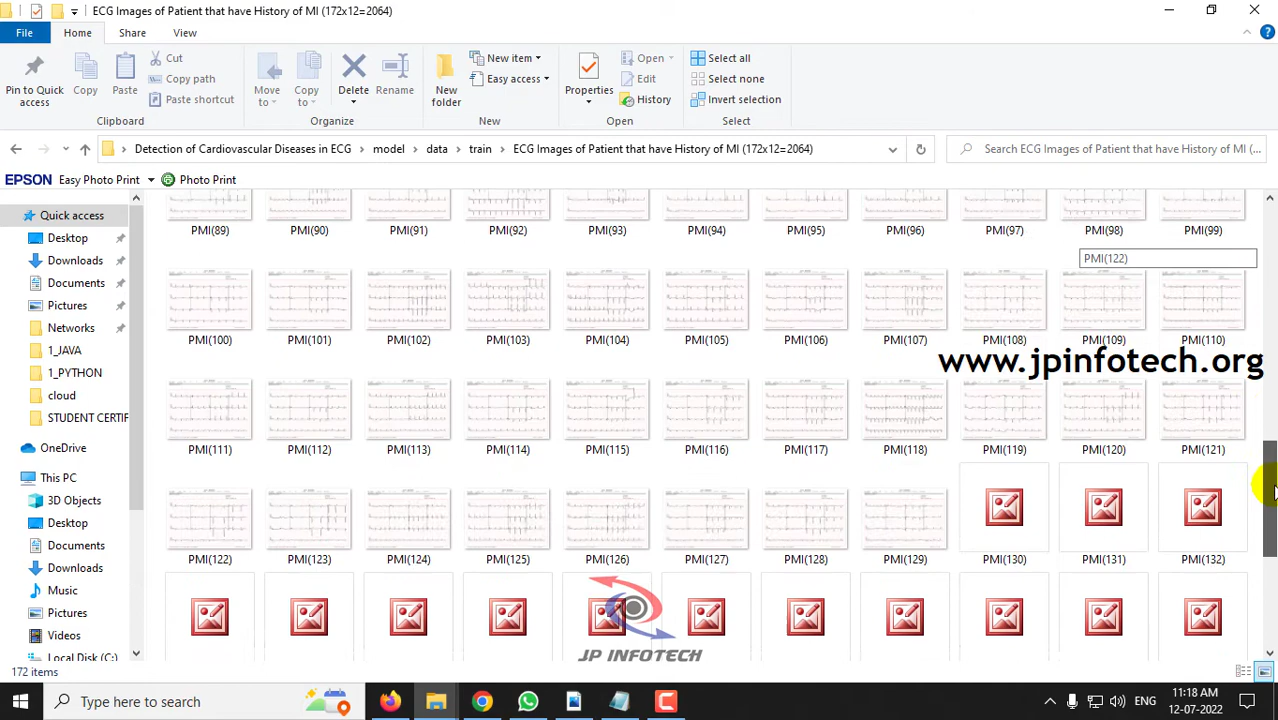 ECG Images of Patient that have History of MI (172x12=2064)
File Home Share View
Pin to Quick access
Copy
Paste
Cut
Copy path
Paste shortcut
Clipboard
Move to
Copy to
Delete
Rename
Organize
New folder
New item
Easy access
New
Properties
Open
Edit
History
Open
Select all
Select none
Invert selection
Select
Detection of Cardiovascular Diseases in ECG › model › data › train › ECG Images of Patient that have History of MI (172x12=2064)
Search ECG Images of Patient that have History of MI (...
EPSON Easy Photo Print Photo Print
Quick access
Desktop
Downloads
Documents
Pictures
Networks
1_JAVA
1_PYTHON
cloud
STUDENT CERTIF
OneDrive
This PC
3D Objects
Desktop
Documents
Downloads
Music
Pictures
Videos
Local Disk (C:)
PMI(89) PMI(90) PMI(91) PMI(92) PMI(93) PMI(94) PMI(95) PMI(96) PMI(97) PMI(98) PMI(99)
PMI(122)
PMI(100) PMI(101) PMI(102) PMI(103) PMI(104) PMI(105) PMI(106) PMI(107) PMI(108) PMI(109) PMI(110)
www.jpinfotech.org
PMI(111) PMI(112) PMI(113) PMI(114) PMI(115) PMI(116) PMI(117) PMI(118) PMI(119) PMI(120) PMI(121)
PMI(122) PMI(123) PMI(124) PMI(125) PMI(126) PMI(127) PMI(128) PMI(129) PMI(130) PMI(131) PMI(132)
JP INFOTECH
172 items
Type here to search
ENG
11:18 AM
12-07-2022